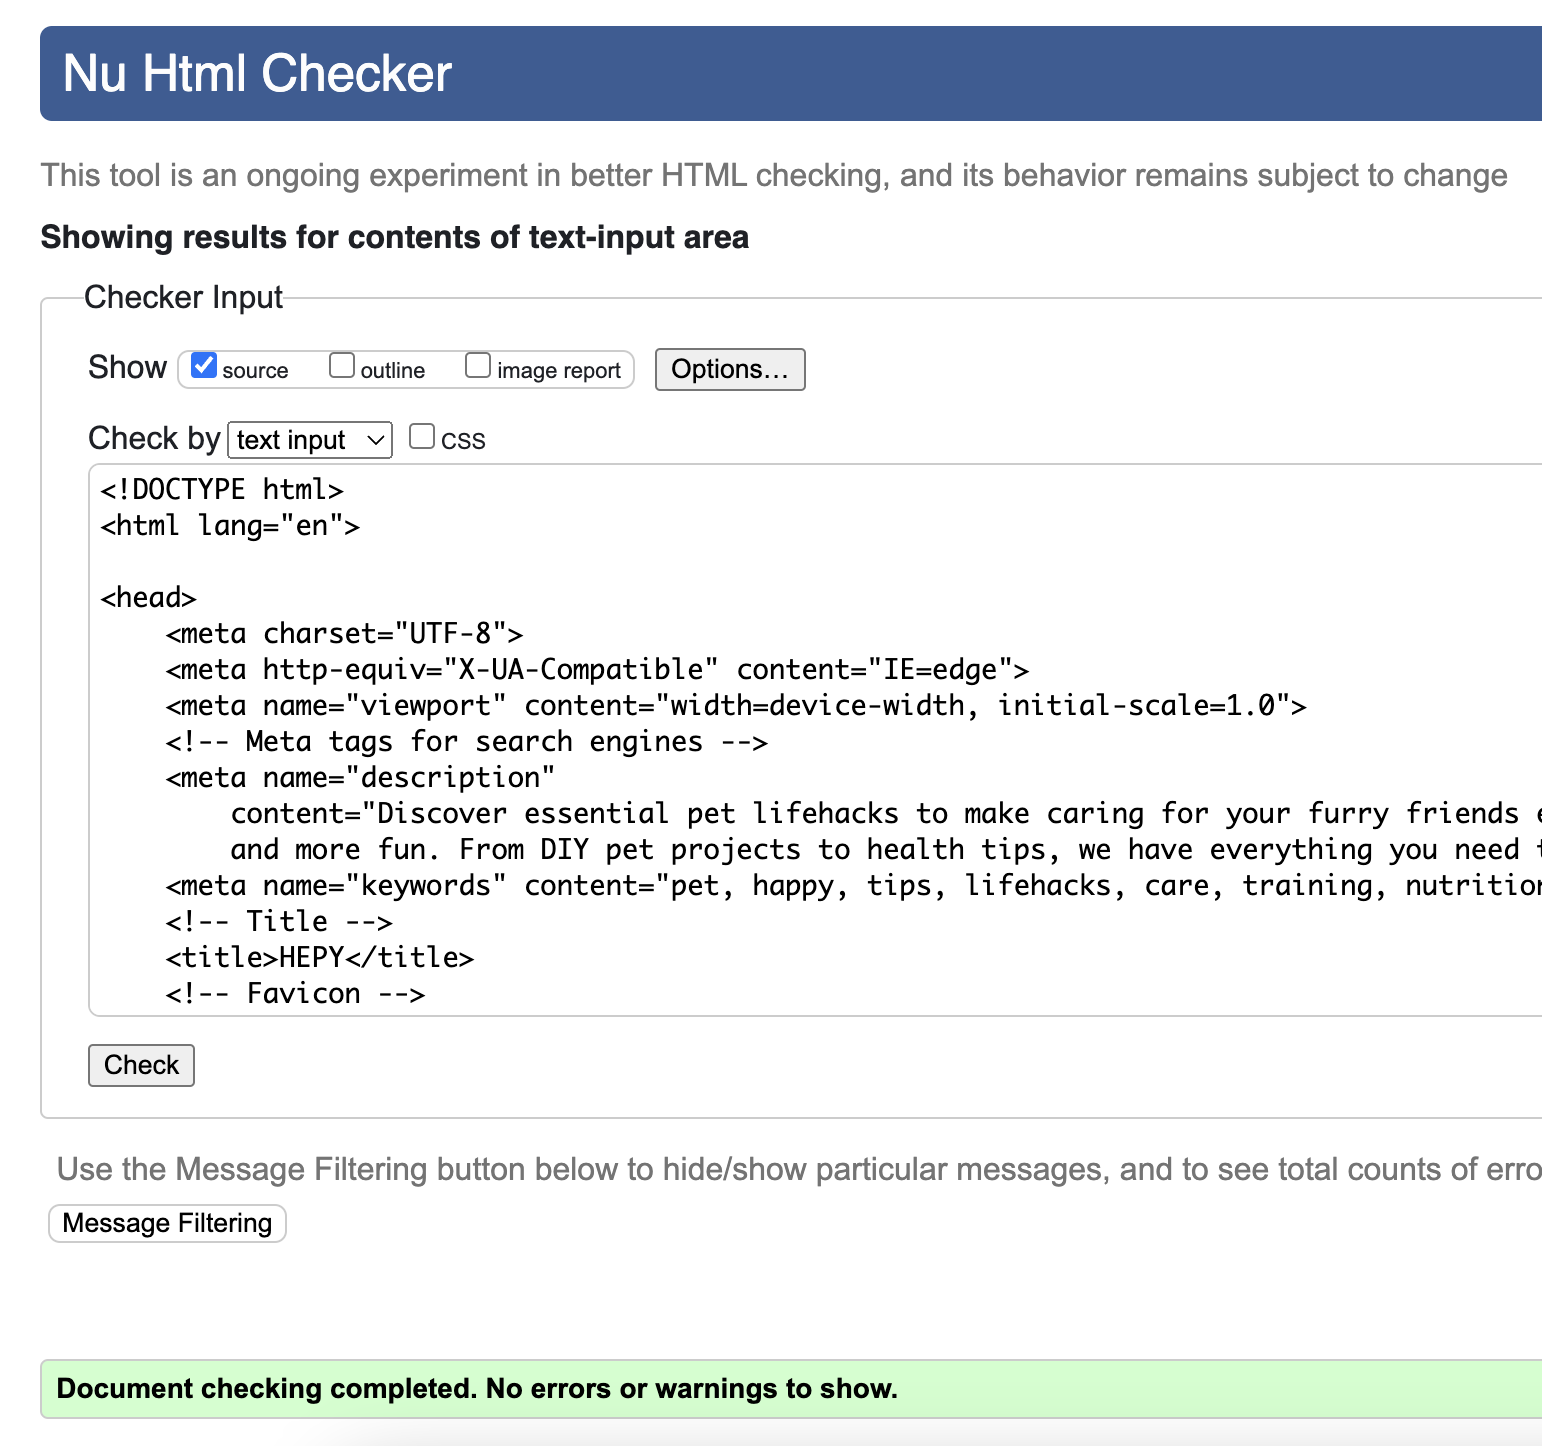 Nu Html Checker
This tool is an ongoing experiment in better HTML checking, and its behavior remains subject to change
Showing results for contents of text-input area
Checker Input
Show source outline image report Options...
Check by text input CSS
<!DOCTYPE html>
<html lang="en">
<head>
<meta charset="UTF-8">
<meta http-equiv="X-UA-Compatible" content="IE=edge">
<meta name="viewport" content="width=device-width, initial-scale=1.0">
<!-- Meta tags for search engines -->
<meta name="description"
content="Discover essential pet lifehacks to make caring for your furry friends
and more fun. From DIY pet projects to health tips, we have everything you need
<meta name="keywords" content="pet, happy, tips, lifehacks, care, training,
<!-- Title -->
<title>HEPY</title>
<!-- Favicon -->
Check
Use the Message Filtering button below to hide/show particular messages, and to see total counts of
Message Filtering
Document checking completed. No errors or warnings to show.